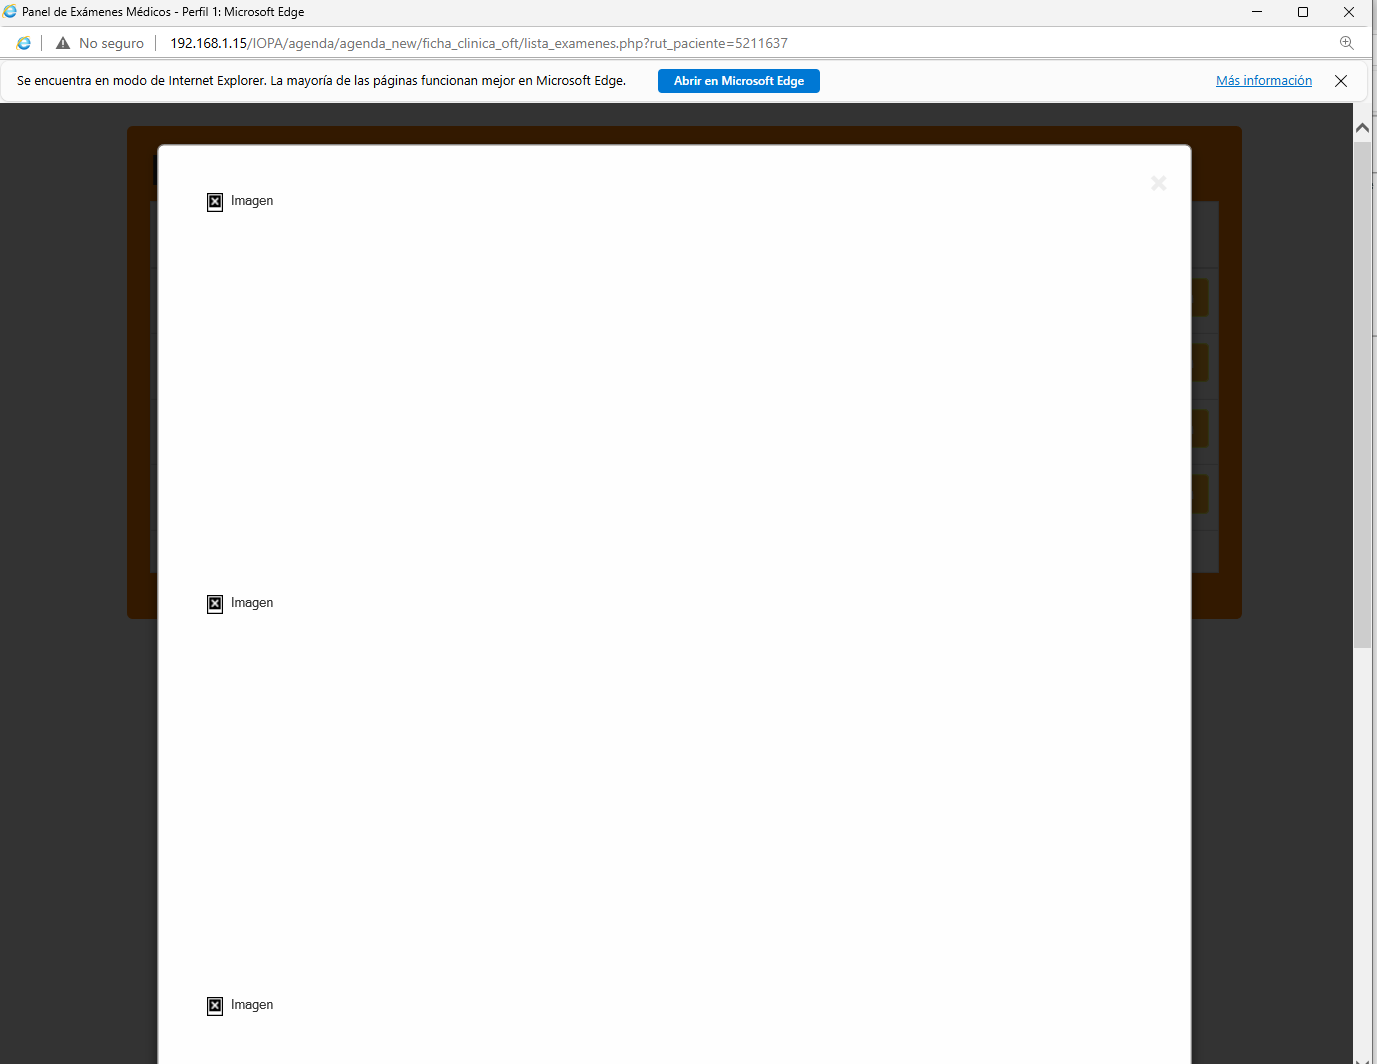 Panel de Exámenes Médicos - Perfil 1: Microsoft Edge
No seguro
192.168.1.15/IOPA/agenda/agenda_new/ficha_clinica_oft/lista_examenes.php?rut_paciente=5211637
Se encuentra en modo de Internet Explorer. La mayoría de las páginas funcionan mejor en Microsoft Edge.
Abrir en Microsoft Edge
Más información
Imagen
Imagen
Imagen